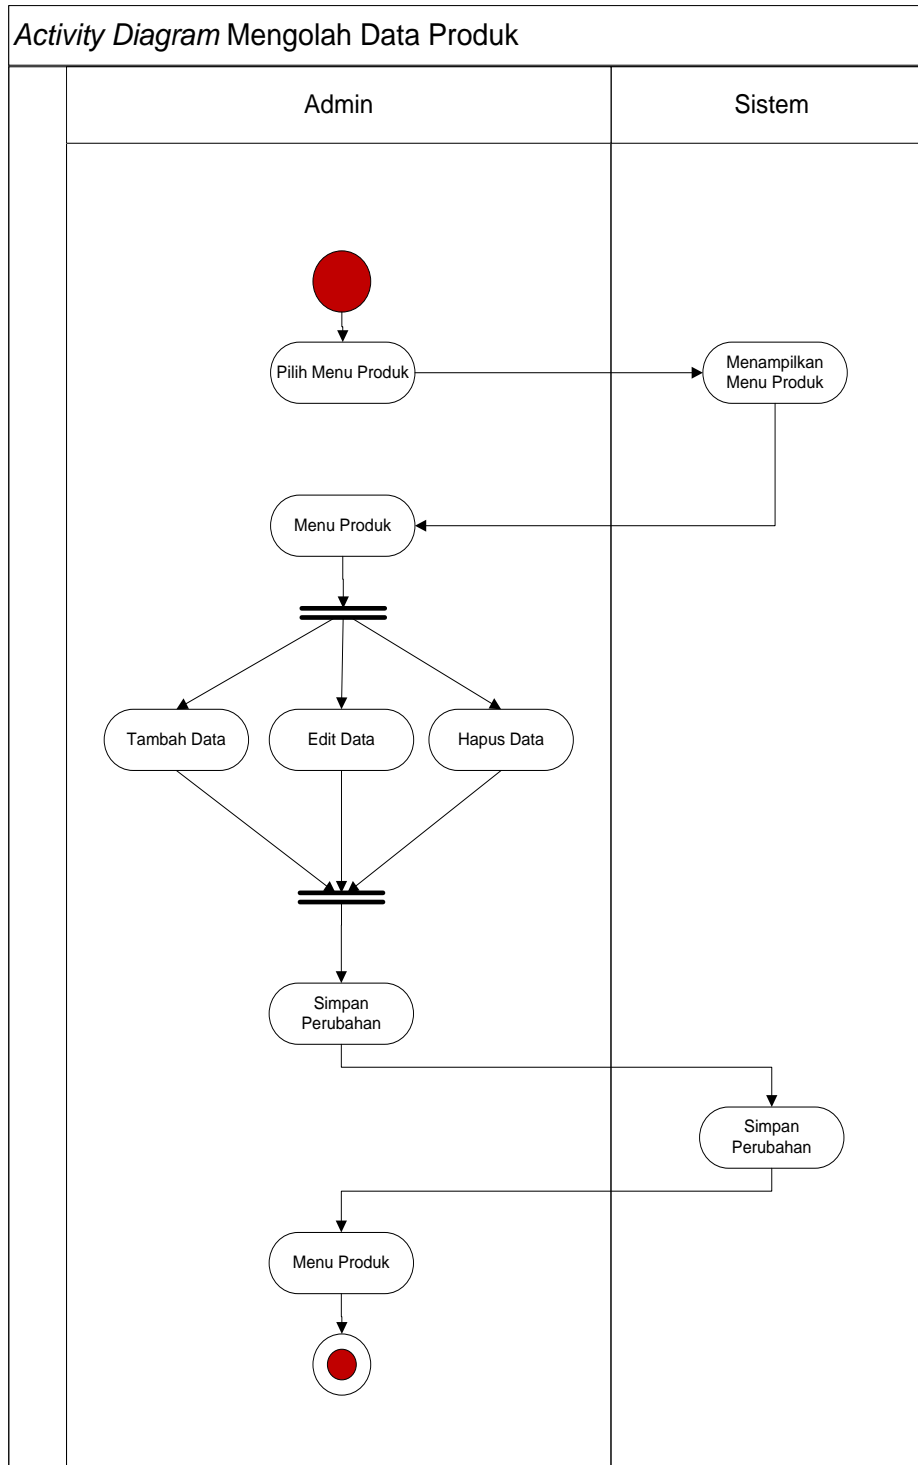 Activity Diagram Mengolah Data Produk
Admin
Sistem
Pilih Menu Produk
Menampilkan
Menu Produk
Menu Produk
Tambah Data
Edit Data
Hapus Data
Simpan
Perubahan
Simpan
Perubahan
Menu Produk